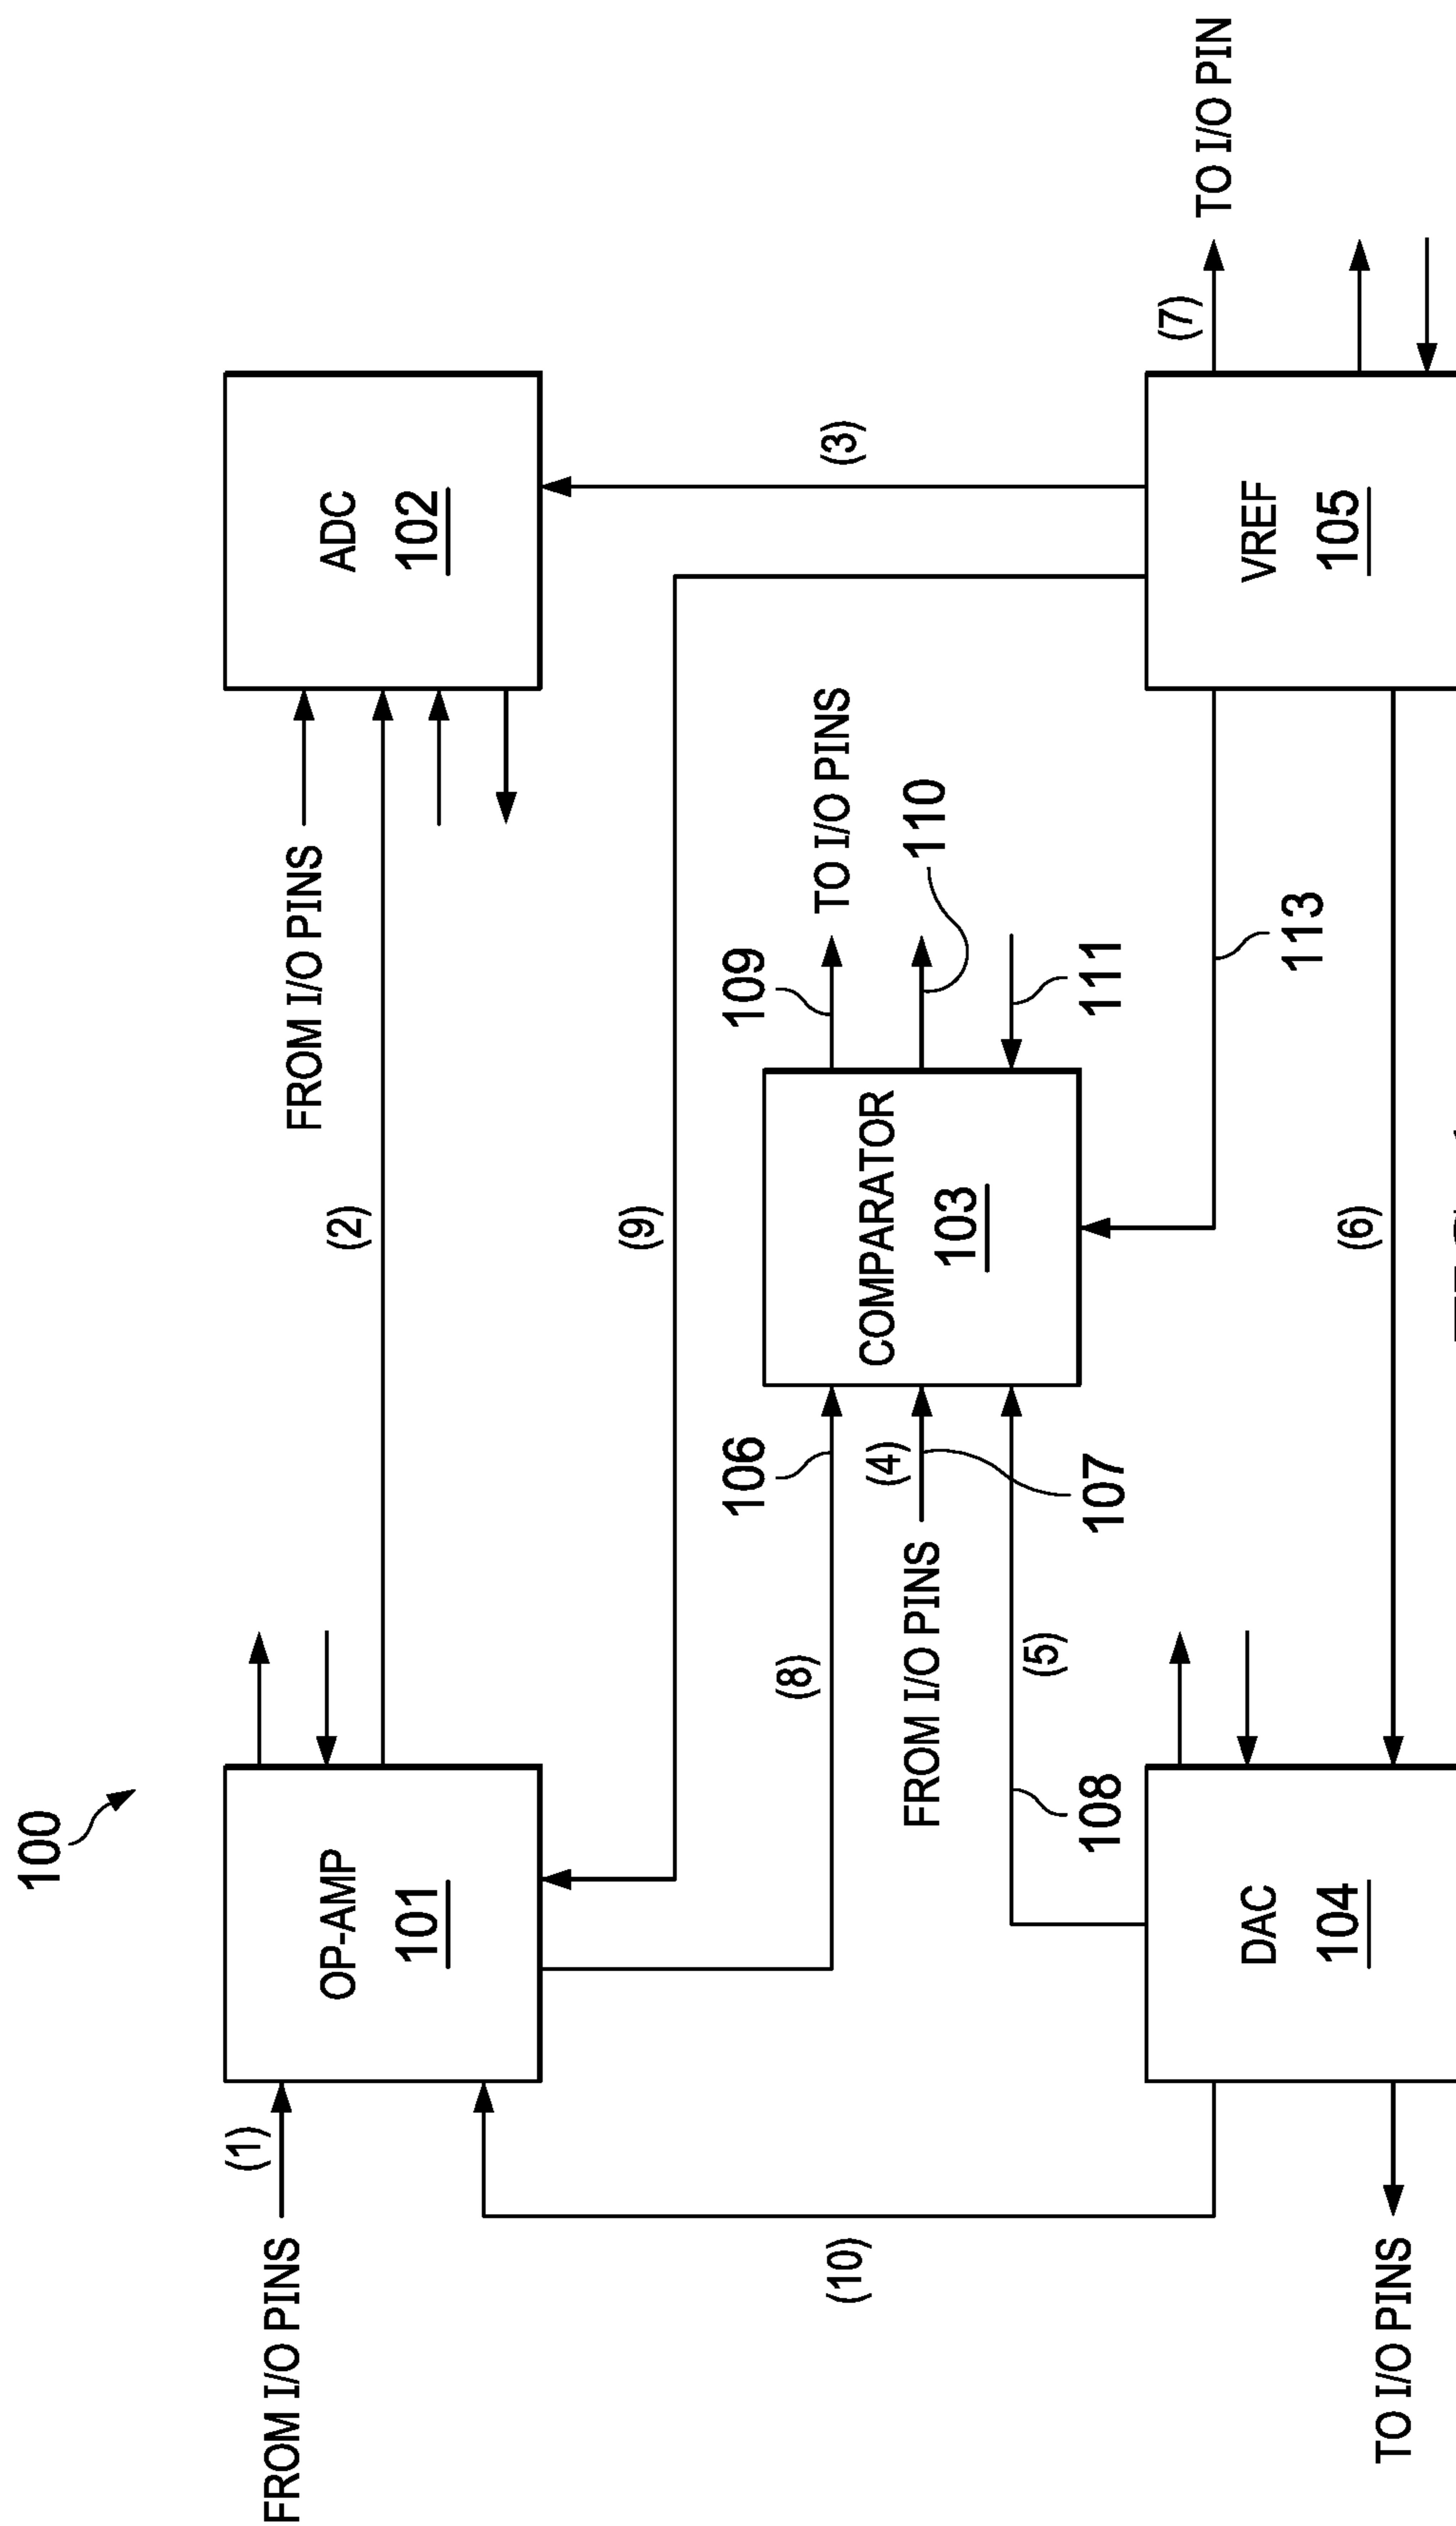 100
FROM I/O PINS
(1)
OP-AMP
101
(2)
FROM I/O PINS
ADC
102
(9)
(3)
(10)
(8)
106
(4)
FROM I/O PINS
107
(5)
108
COMPARATOR
103
109
TO I/O PINS
110
111
113
TO I/O PINS
DAC
104
(6)
VREF
105
(7)
TO I/O PIN